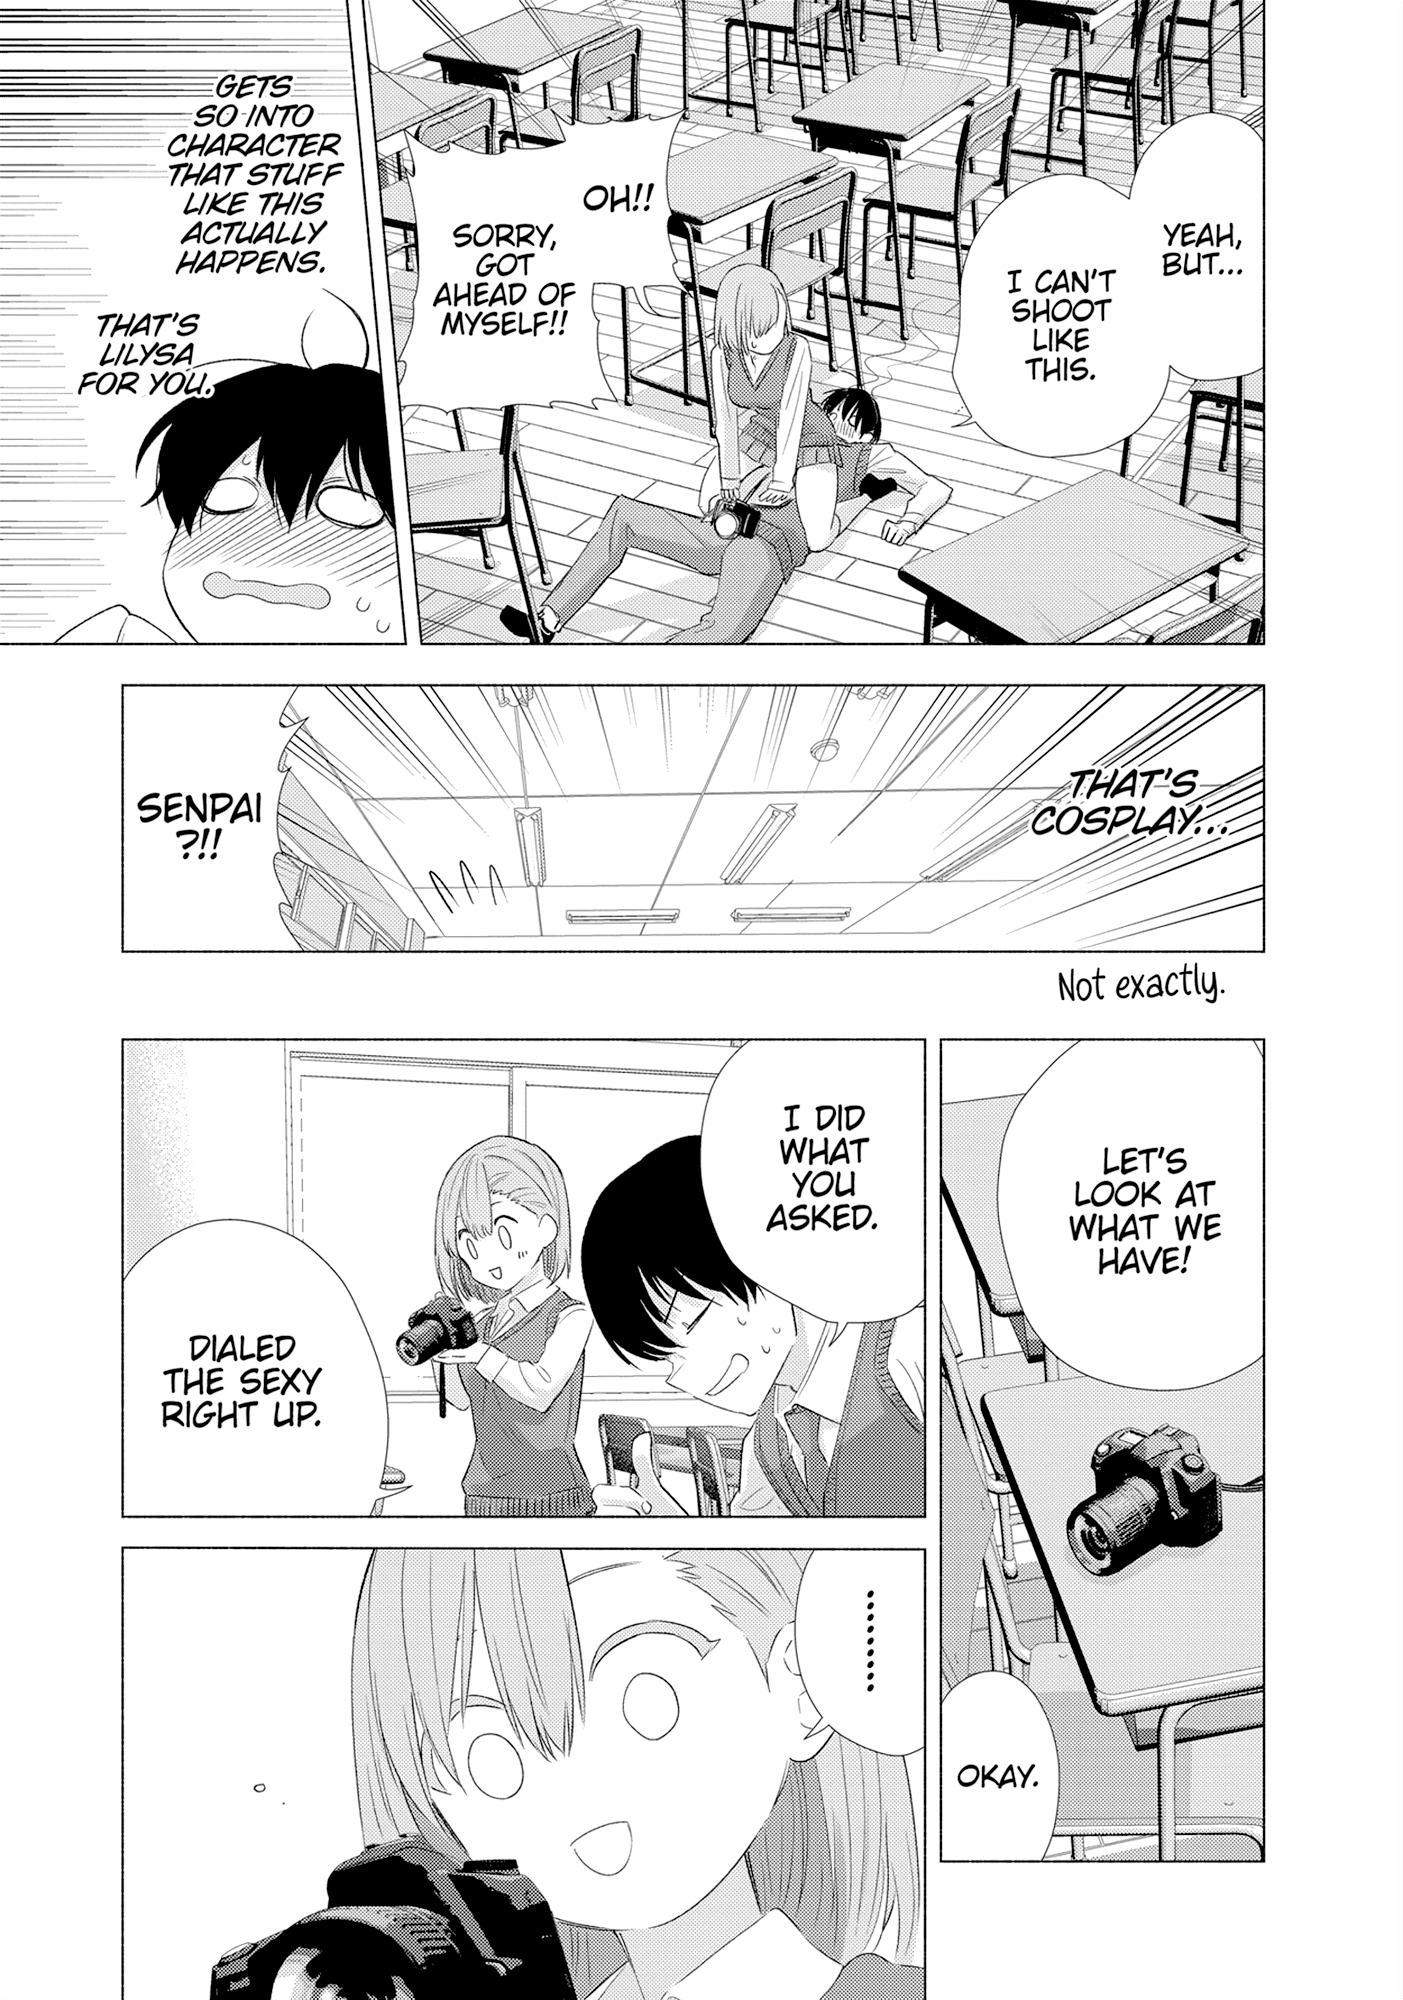 YEAH,
BUT...
I CAN'T
SHOOT
LIKE
THIS.
OH!!
SORRY,
GOT
AHEAD OF
MYSELF!!
GETS
SO INTO
CHARACTER
THAT STUFF
LIKE THIS
ACTUALLY
HAPPENS.
THAT'S
LILYSA
FOR YOU.
THAT'S
COSPLAY...
SENPAI
?!!
Not exactly.
LET'S
LOOK AT
WHAT WE
HAVE!
OKAY.
I DID
WHAT
YOU
ASKED.
DIALED
THE SEXY
RIGHT UP.
.........